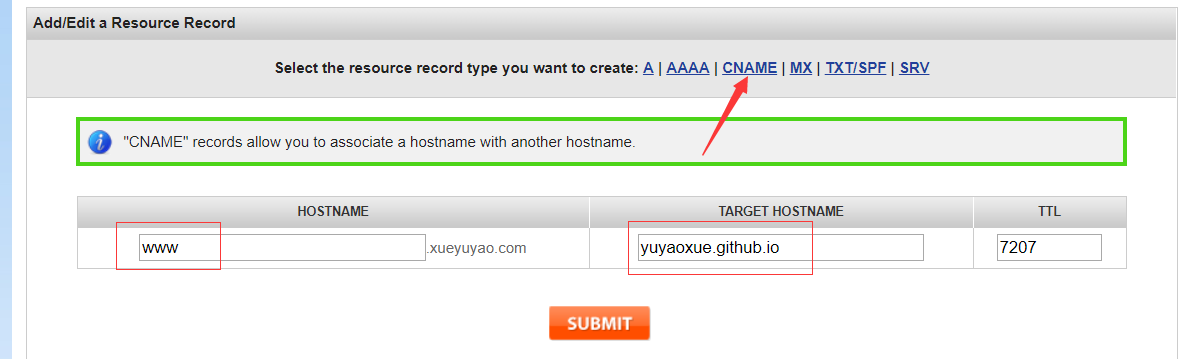 Add/Edit a Resource Record
Select the resource record type you want to create: A | AAAA | CNAME | MX | TXT/SPF | SRV
"CNAME" records allow you to associate a hostname with another hostname.
HOSTNAME TARGET HOSTNAME TTL
www .xueyuyao.com yuyaoxue.github.io 7207
SUBMIT